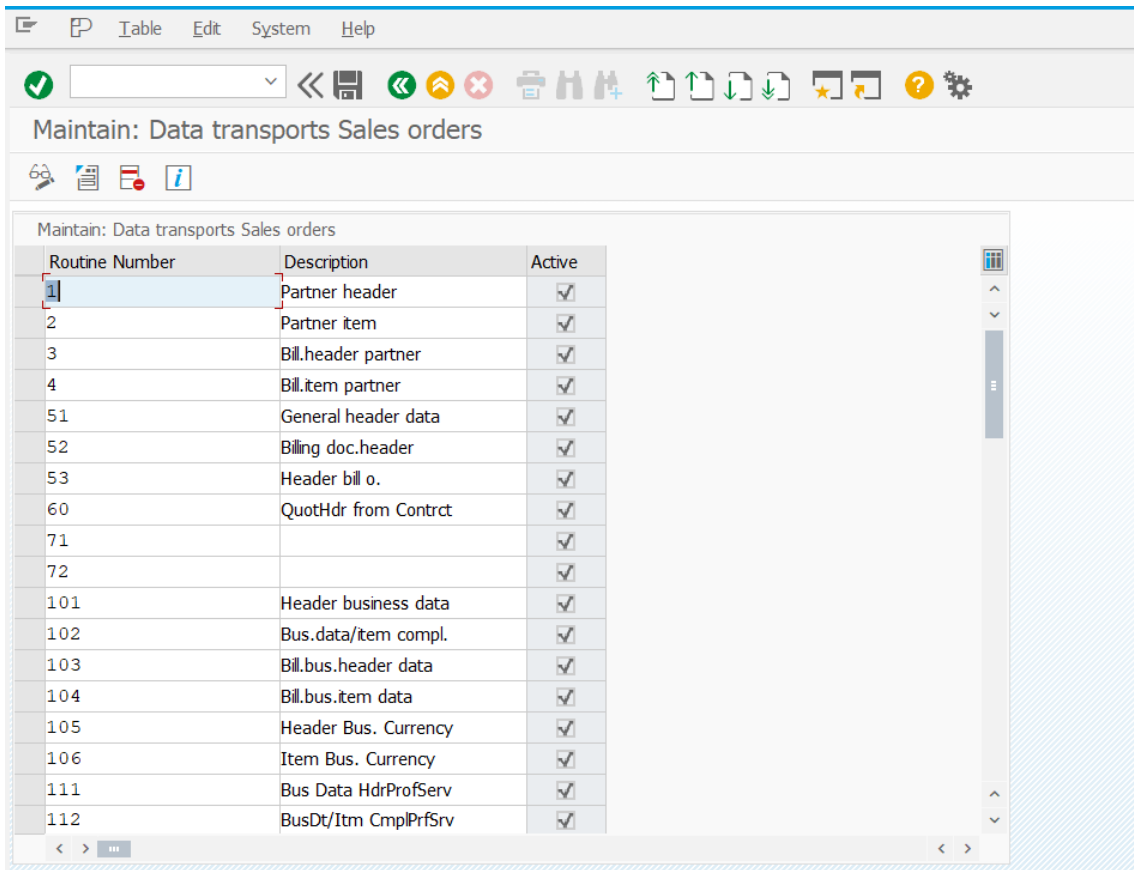 Table Edit System Help
Maintain: Data transports Sales orders
Maintain: Data transports Sales orders
Routine Number Description Active
1 Partner header
2 Partner item
3 Bill.header partner
4 Bill.item partner
51 General header data
52 Billing doc.header
53 Header bill o.
60 QuotHdr from Contrct
71
72
101 Header business data
102 Bus.data/item compl.
103 Bill.bus.header data
104 Bill.bus.item data
105 Header Bus. Currency
106 Item Bus. Currency
111 Bus Data HdrProfServ
112 BusDt/Itm CmplPrfSrv